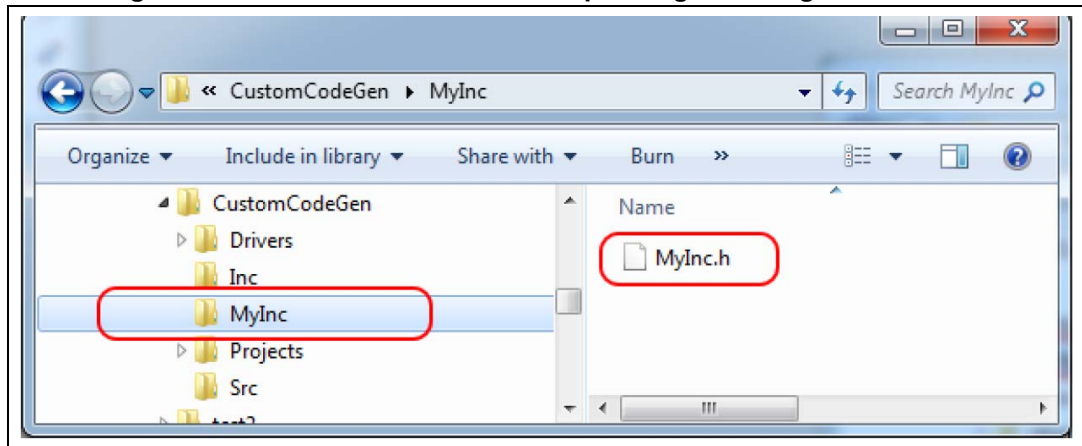 « CustomCodeGen ▸ MyInc
Search MyInc
Organize Include in library Share with Burn »
CustomCodeGen
Drivers
Inc
MyInc
Projects
Src
Name
MyInc.h